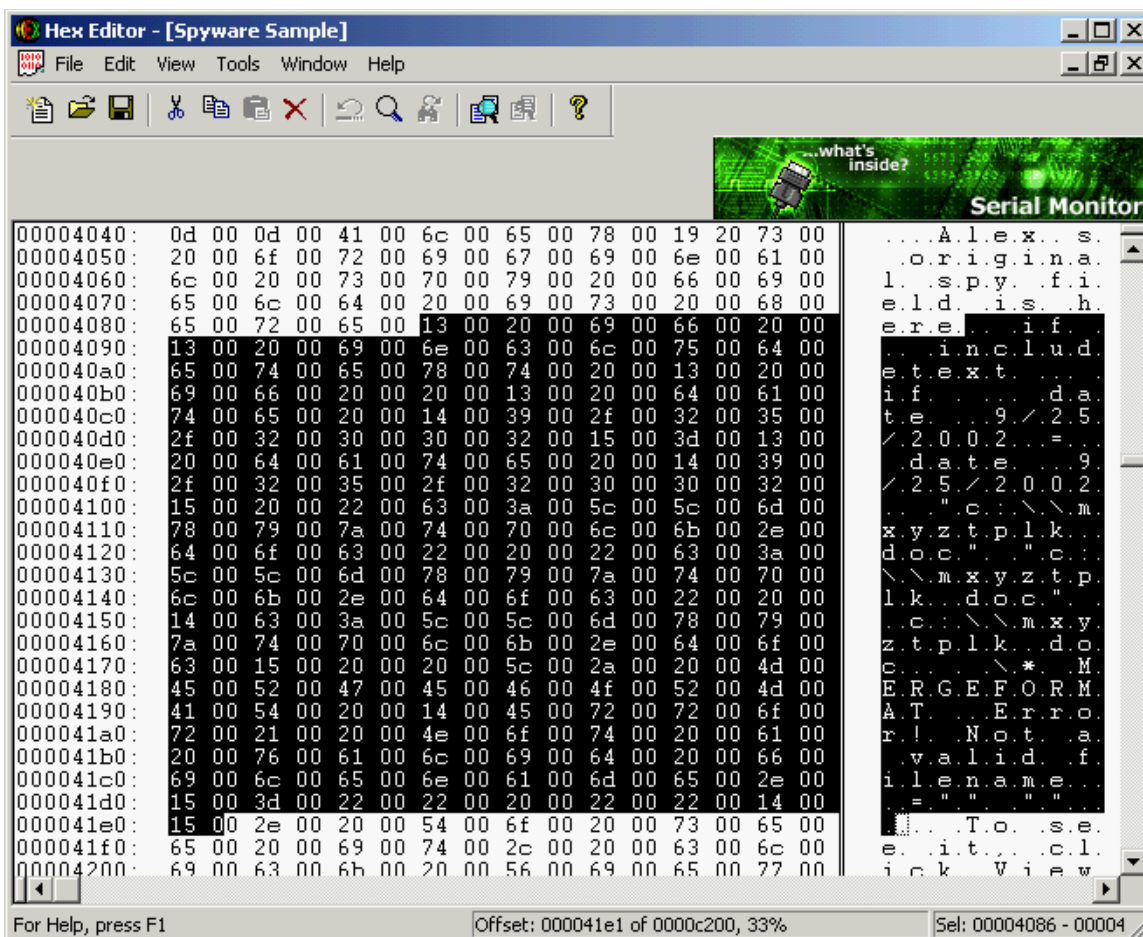 Hex Editor - [Spyware Sample]
File Edit View Tools Window Help
...what's
inside?
Serial Monitor
00004040: 0d 00 0d 00 41 00 6c 00 65 00 78 00 19 20 73 00 ....A.l.e.x.. s.
00004050: 20 00 6f 00 72 00 69 00 67 00 69 00 6e 00 61 00 .o.r.i.g.i.n.a.
00004060: 6c 00 20 00 73 00 70 00 79 00 20 00 66 00 69 00 l. .s.p.y. .f.i.
00004070: 65 00 6c 00 64 00 20 00 69 00 73 00 20 00 68 00 e.l.d. .i.s. .h.
00004080: 65 00 72 00 65 00 13 00 20 00 69 00 66 00 20 00 e.r.e... .i.f. .
00004090: 13 00 20 00 69 00 6e 00 63 00 6c 00 75 00 64 00 .. .i.n.c.l.u.d.
000040a0: 65 00 74 00 65 00 78 00 74 00 20 00 13 00 20 00 e.t.e.x.t. ... .
000040b0: 69 00 66 00 20 00 20 00 13 00 20 00 64 00 61 00 i.f. . ... .d.a.
000040c0: 74 00 65 00 20 00 14 00 39 00 2f 00 32 00 35 00 t.e. ...9./.2.5.
000040d0: 2f 00 32 00 30 00 30 00 32 00 15 00 3d 00 13 00 /.2.0.0.2...=...
000040e0: 20 00 64 00 61 00 74 00 65 00 20 00 14 00 39 00 .d.a.t.e. ...9.
000040f0: 2f 00 32 00 35 00 2f 00 32 00 30 00 30 00 32 00 /.2.5./.2.0.0.2.
00004100: 15 00 20 00 22 00 63 00 3a 00 5c 00 5c 00 6d 00 .. .".c.:.\.\.m.
00004110: 78 00 79 00 7a 00 74 00 70 00 6c 00 6b 00 2e 00 x.y.z.t.p.l.k...
00004120: 64 00 6f 00 63 00 22 00 20 00 22 00 63 00 3a 00 d.o.c.". .".c.:.
00004130: 5c 00 5c 00 6d 00 78 00 79 00 7a 00 74 00 70 00 \.\.m.x.y.z.t.p.
00004140: 6c 00 6b 00 2e 00 64 00 6f 00 63 00 22 00 20 00 l.k...d.o.c.". .
00004150: 14 00 63 00 3a 00 5c 00 5c 00 6d 00 78 00 79 00 ..c.:.\.\.m.x.y.
00004160: 7a 00 74 00 70 00 6c 00 6b 00 2e 00 64 00 6f 00 z.t.p.l.k...d.o.
00004170: 63 00 15 00 20 00 20 00 5c 00 2a 00 20 00 4d 00 c... . .\.*. .M.
00004180: 45 00 52 00 47 00 45 00 46 00 4f 00 52 00 4d 00 E.R.G.E.F.O.R.M.
00004190: 41 00 54 00 20 00 14 00 45 00 72 00 72 00 6f 00 A.T. ...E.r.r.o.
000041a0: 72 00 21 00 20 00 4e 00 6f 00 74 00 20 00 61 00 r.!. .N.o.t. .a.
000041b0: 20 00 76 00 61 00 6c 00 69 00 64 00 20 00 66 00 .v.a.l.i.d. .f.
000041c0: 69 00 6c 00 65 00 6e 00 61 00 6d 00 65 00 2e 00 i.l.e.n.a.m.e...
000041d0: 15 00 3d 00 22 00 22 00 20 00 22 00 22 00 14 00 ..=.".". ."."...
000041e0: 15 00 2e 00 20 00 54 00 6f 00 20 00 73 00 65 00 .... .T.o. .s.e.
000041f0: 65 00 20 00 69 00 74 00 2c 00 20 00 63 00 6c 00 e. .i.t.,. .c.l.
00004200: 69 00 63 00 6b 00 20 00 56 00 69 00 65 00 77 00 i.c.k. .V.i.e.w.
For Help, press F1
Offset: 000041e1 of 0000c200, 33%
Sel: 00004086 - 00004